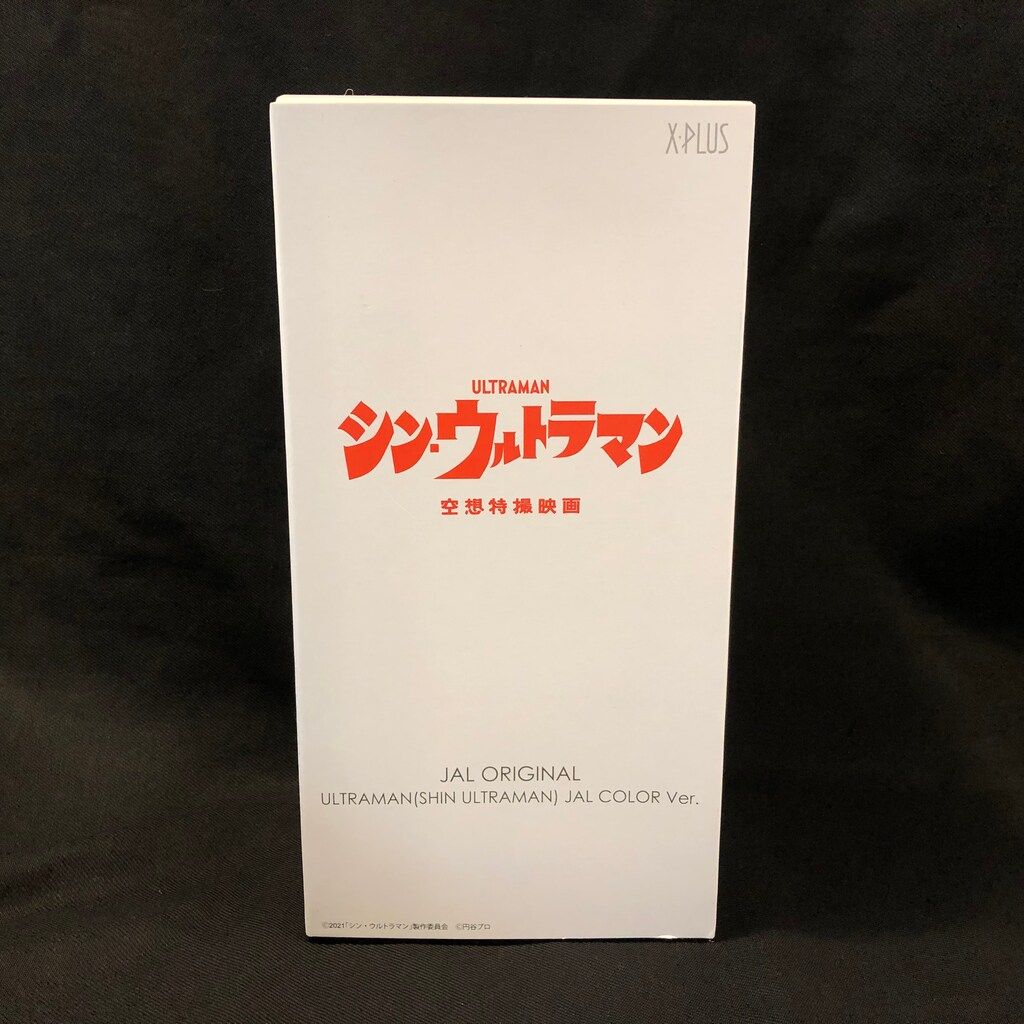 X·PLUS
ULTRAMAN
シン・ウルトラマン
空想特撮映画
JAL ORIGINAL
ULTRAMAN(SHIN ULTRAMAN) JAL COLOR Ver.
©2021「シン・ウルトラマン」製作委員会 ©円谷プロ